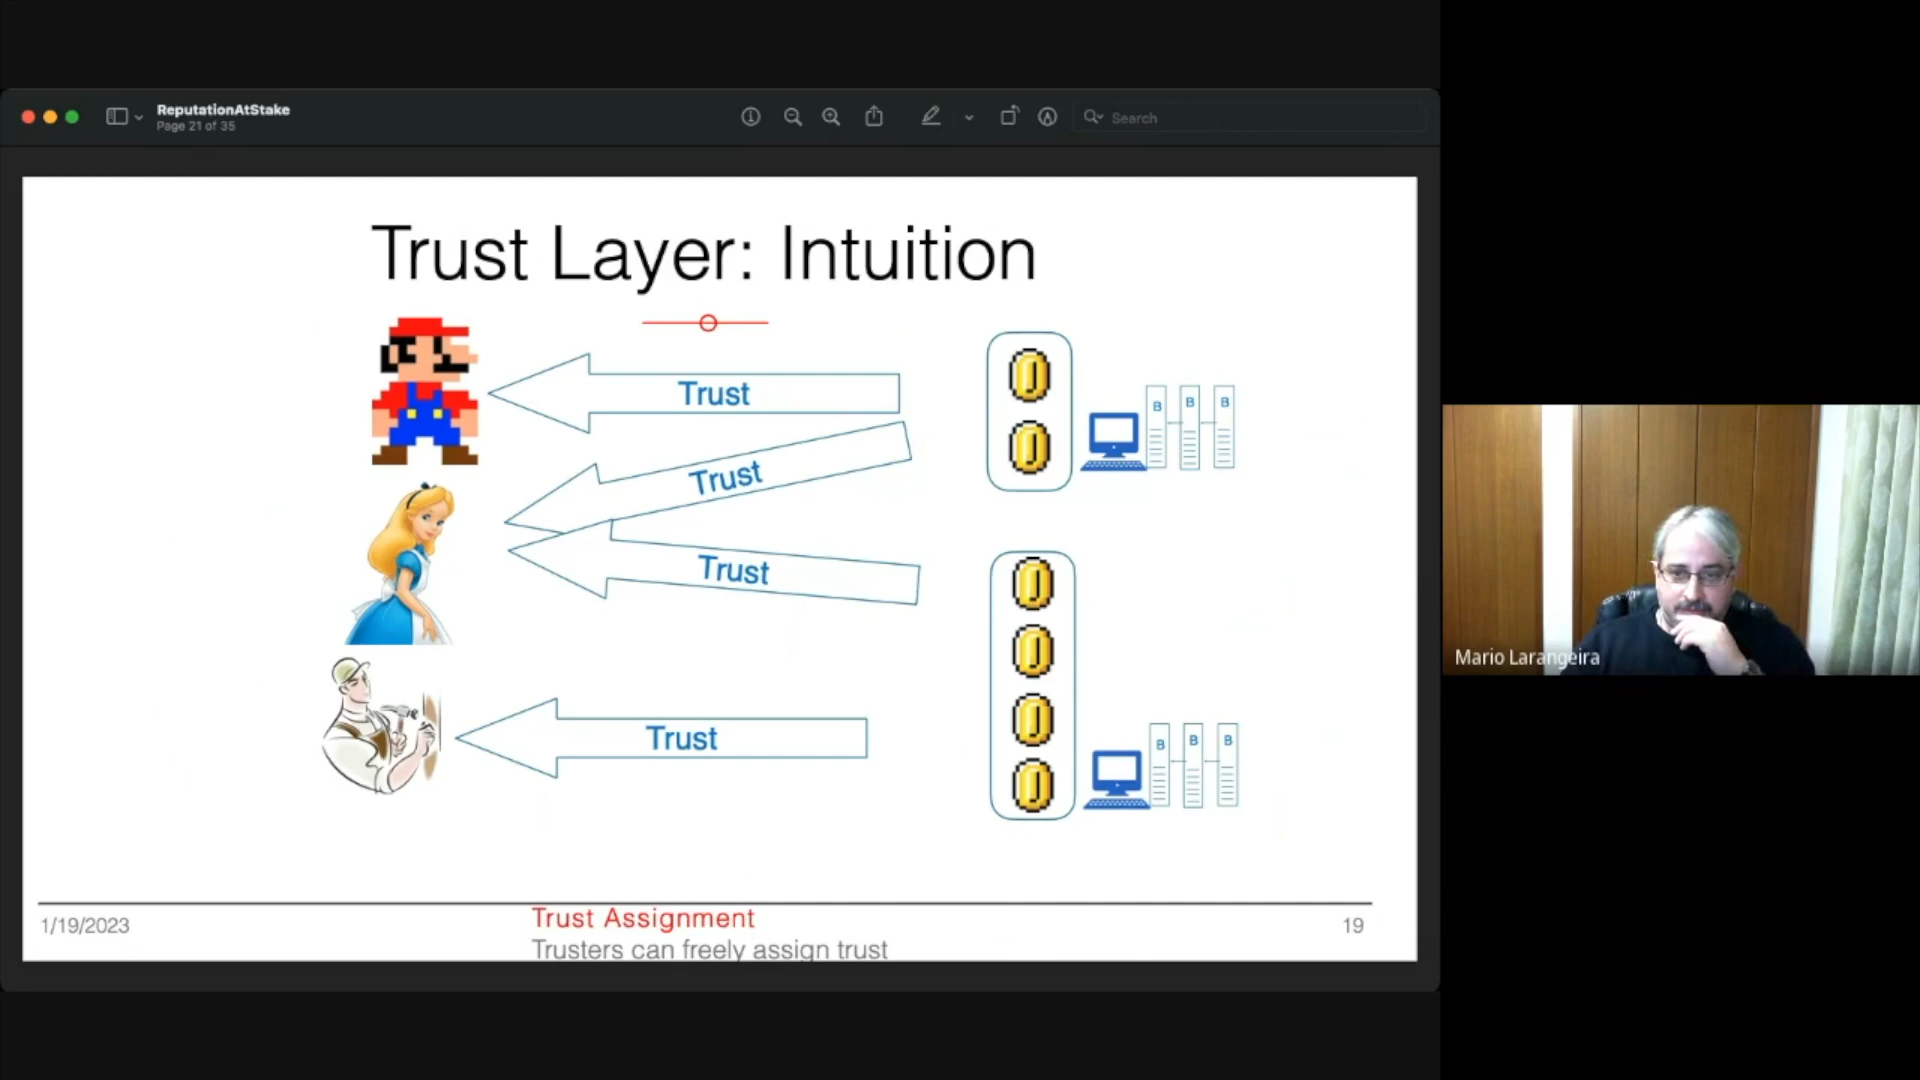 ReputationAtStake
Page 21 of 35
Search
Trust Layer: Intuition
Trust
Trust
Trust
Trust
B B B
B B B
Mario Larangeira
1/19/2023
Trust Assignment
Trusters can freely assign trust
19